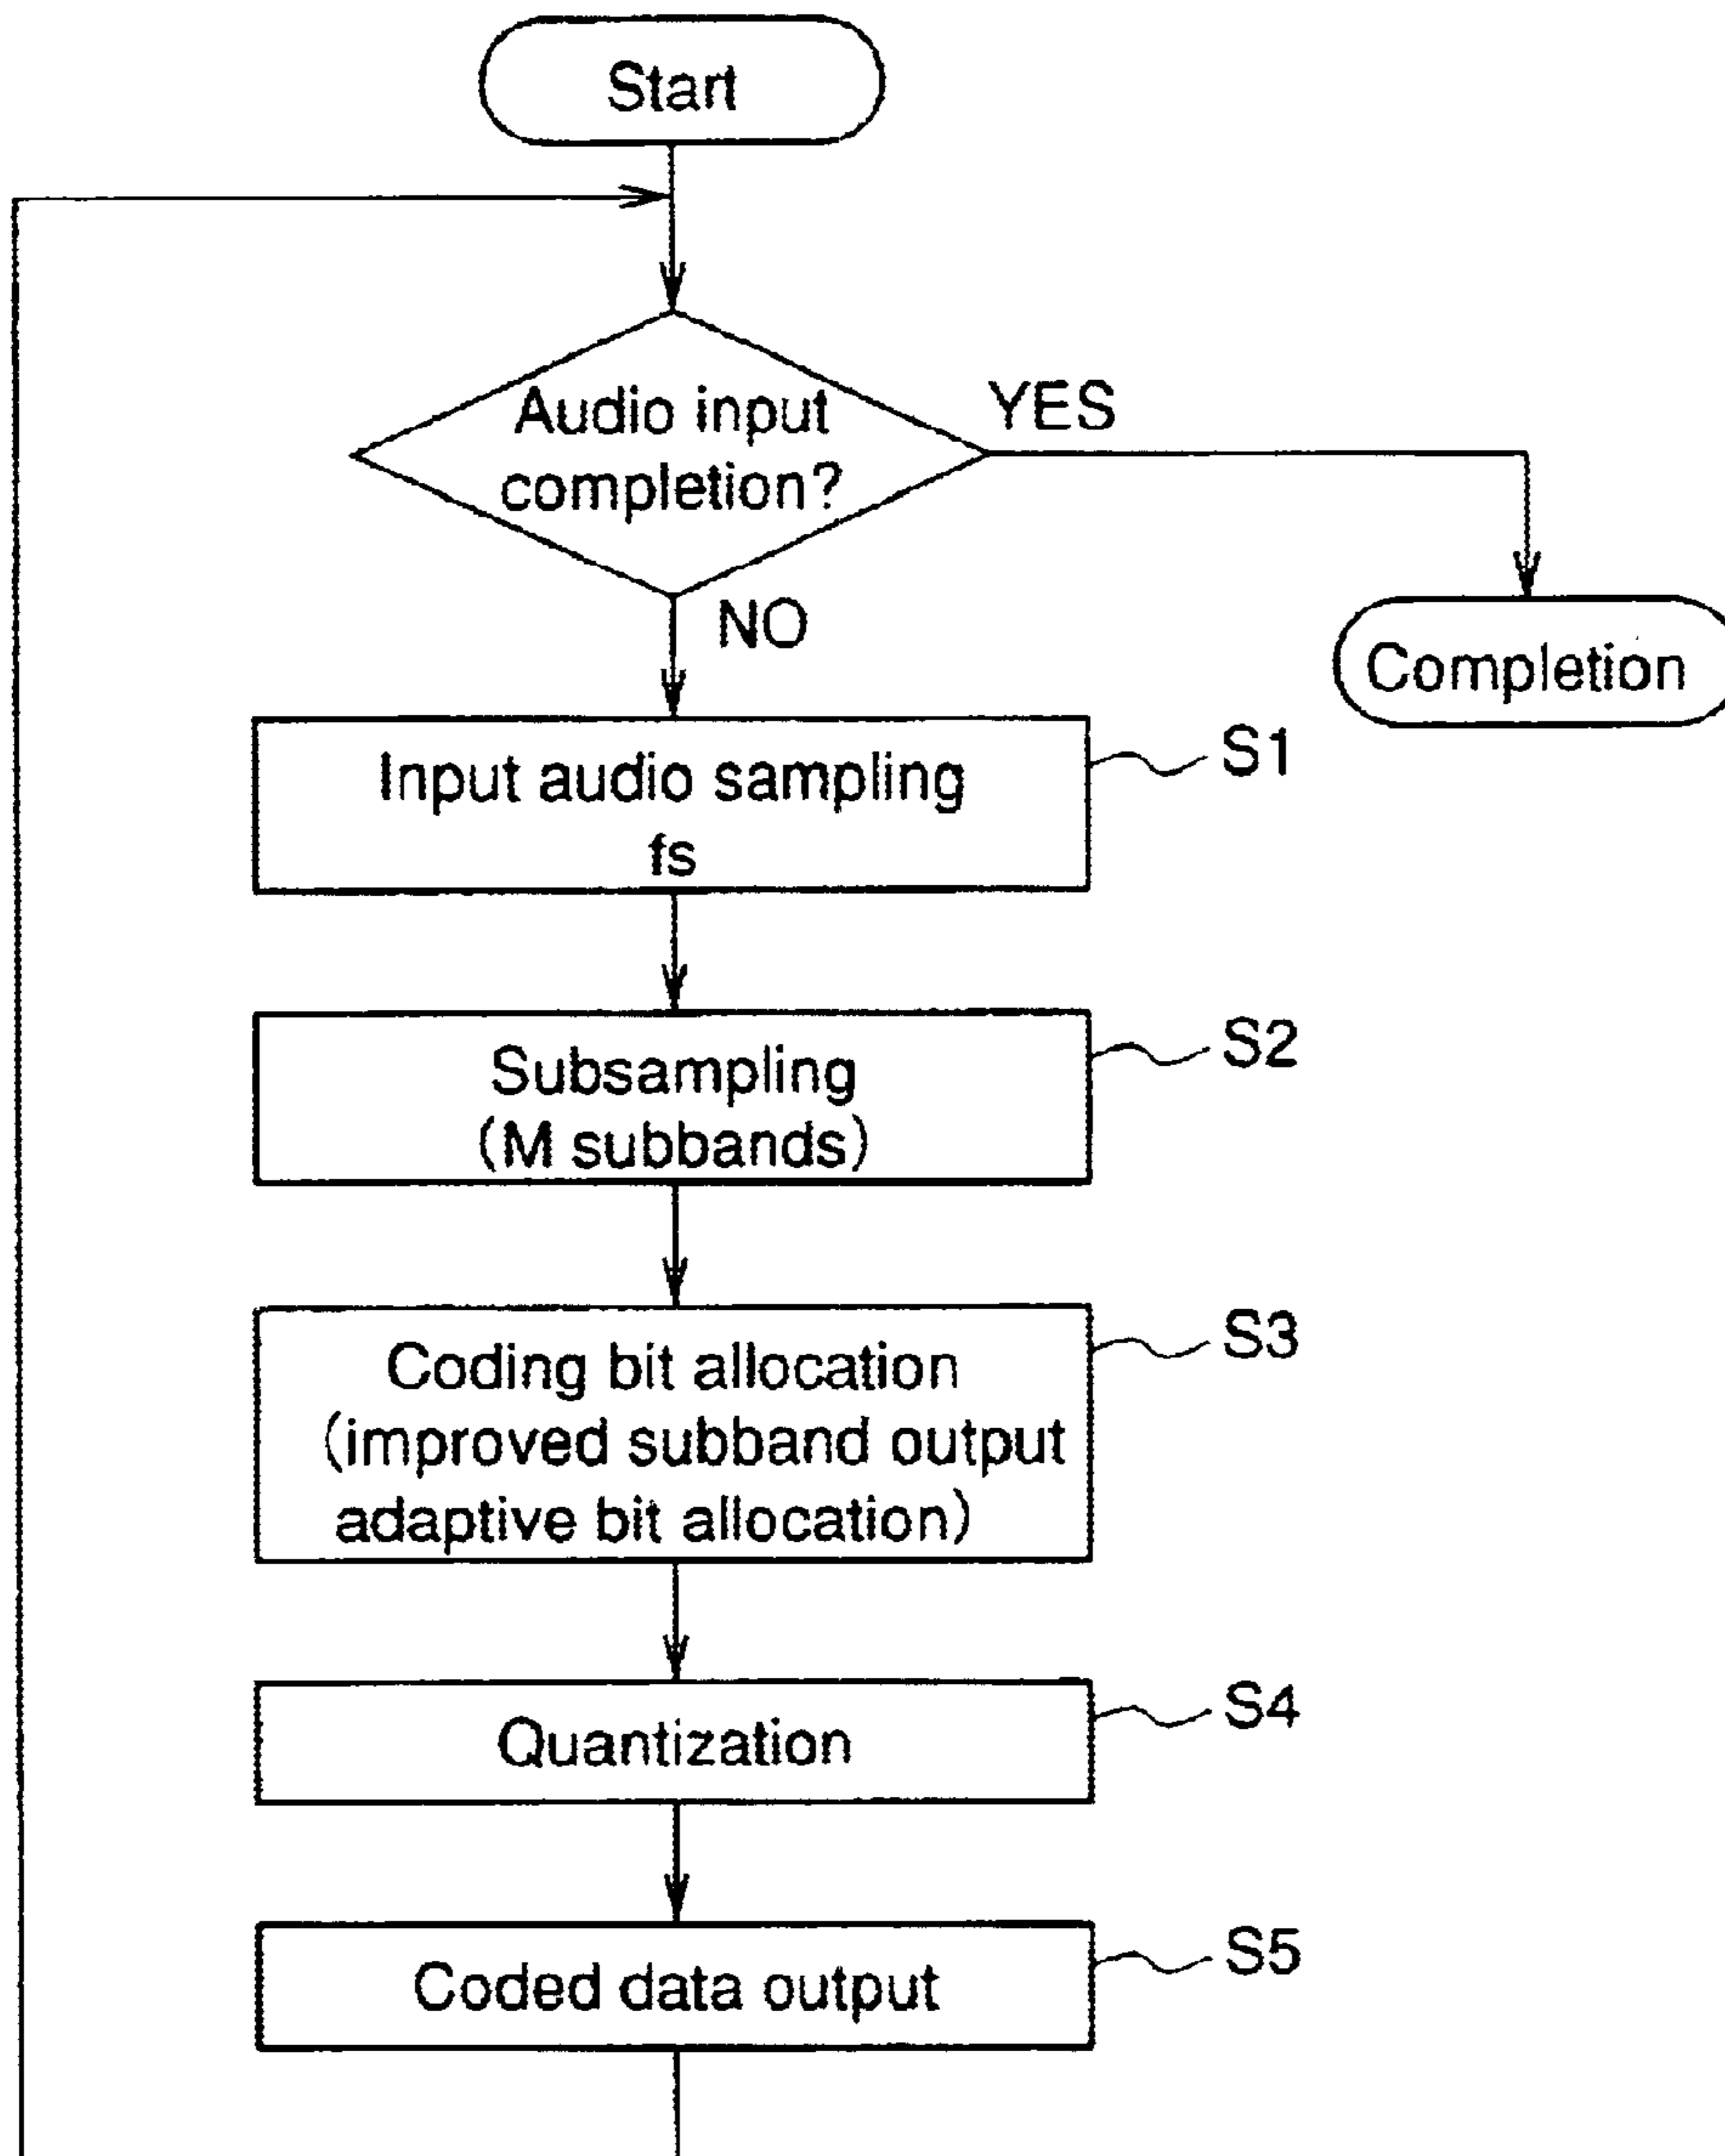 Start
Audio input
completion?
YES
NO
Completion
Input audio sampling
fs
S1
Subsampling
(M subbands)
S2
Coding bit allocation
(improved subband output
adaptive bit allocation)
S3
Quantization
S4
Coded data output
S5